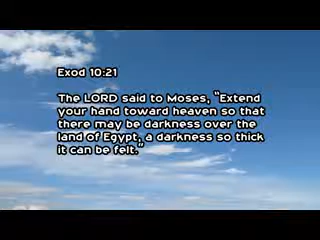 Exod 10:21
The LORD said to Moses, "Extend
your hand toward heaven so that
there may be darkness over the
land of Egypt, a darkness so thick
it can be felt."